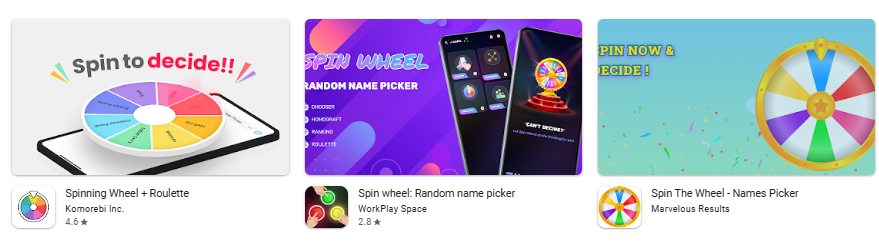 Spin to decide!!
SPIN WHEEL
RANDOM NAME PICKER
CHOOSER
HOMOGRAFT
RANKING
ROULETTE
'CAN'T DECIDE?'
SPIN NOW &
DECIDE !
Spinning Wheel + Roulette
Komorebi Inc.
4.6 ★
Spin wheel: Random name picker
WorkPlay Space
2.8 ★
Spin The Wheel - Names Picker
Marvelous Results